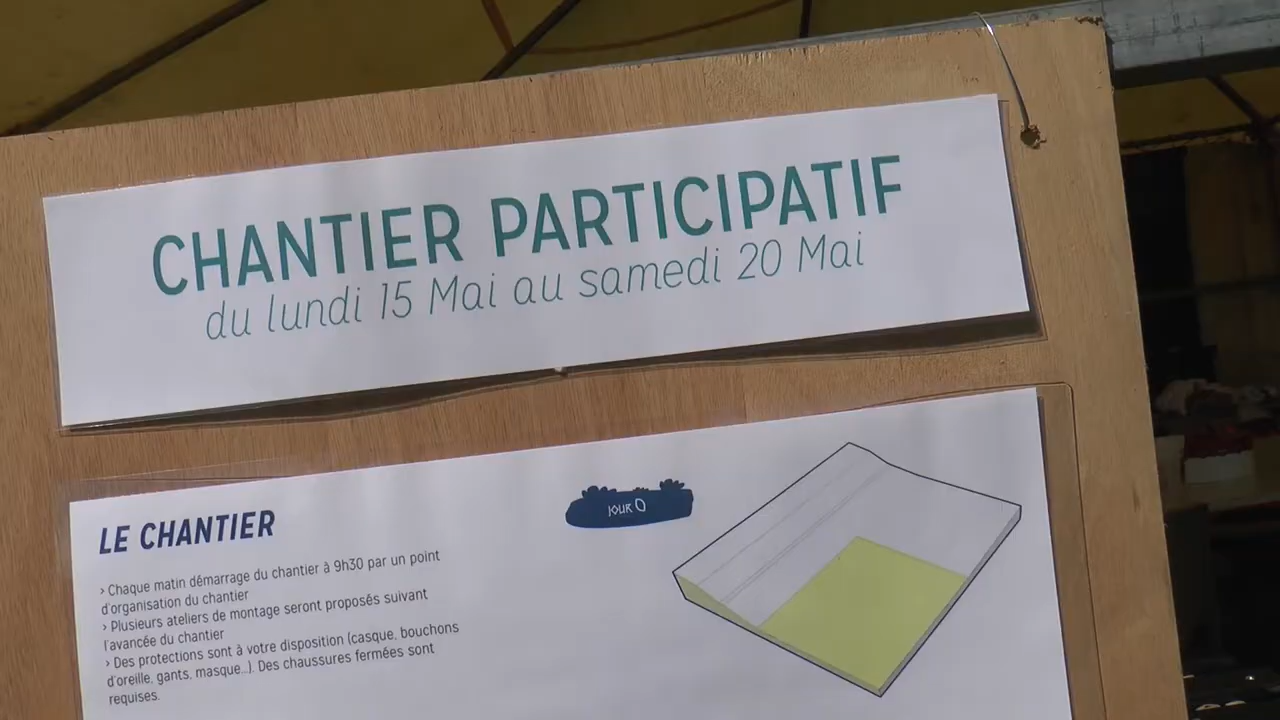 CHANTIER PARTICIPATIF
du lundi 15 Mai au samedi 20 Mai
LE CHANTIER
JOUR 0
> Chaque matin démarrage du chantier à 9h30 par un point
d'organisation du chantier
> Plusieurs ateliers de montage seront proposés suivant
l'avancée du chantier
> Des protections sont à votre disposition (casque, bouchons
d'oreille, gants, masque...). Des chaussures fermées sont
requises.